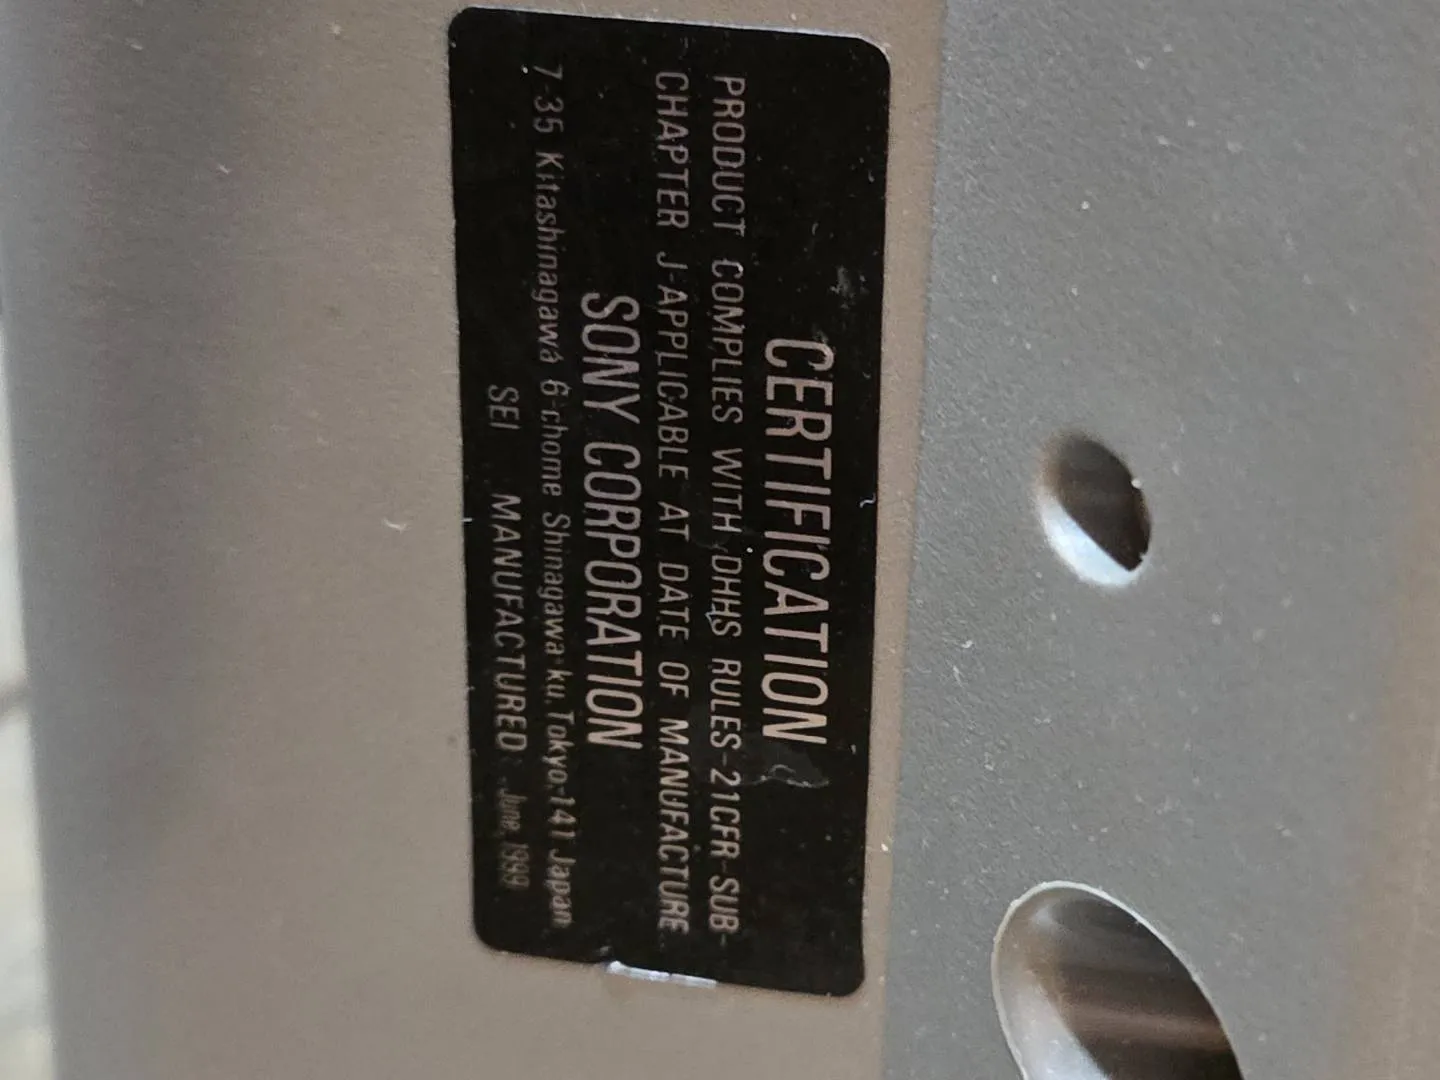 CERTIFICATION
PRODUCT COMPLIES WITH DHHS RULES-21CFR-SUB-
CHAPTER J-APPLICABLE AT DATE OF MANUFACTURE
SONY CORPORATION
7-35 Kitashinagawa 6-chome Shinagawa-ku, Tokyo-141 Japan
SEI MANUFACTURED: June, 1999